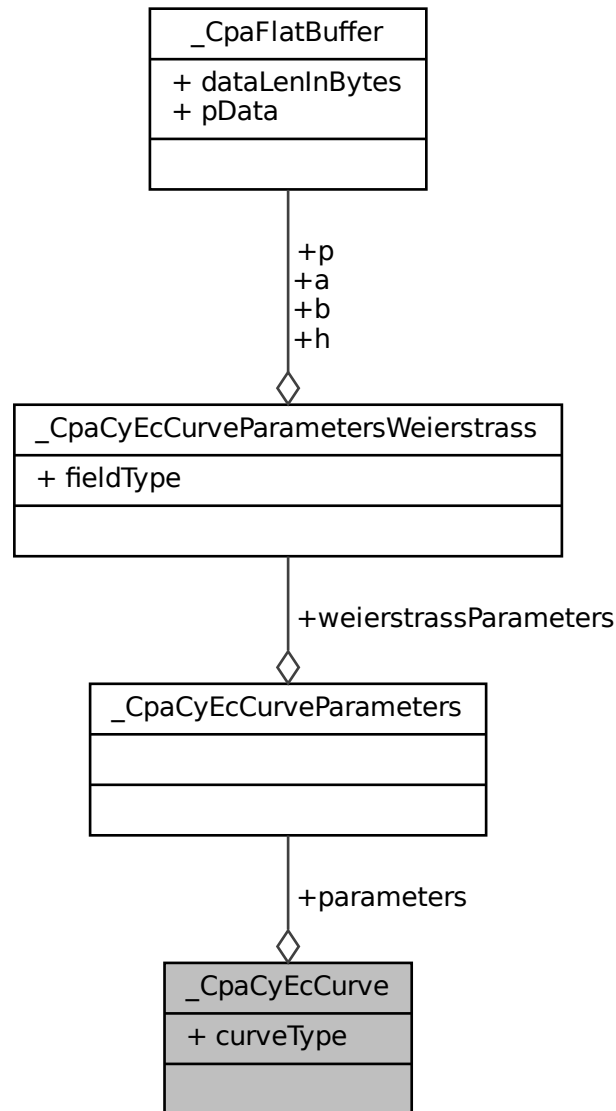 _CpaFlatBuffer
+ dataLenInBytes
+ pData
+p
+a
+b
+h
_CpaCyEcCurveParametersWeierstrass
+ fieldType
+weierstrassParameters
_CpaCyEcCurveParameters
+parameters
_CpaCyEcCurve
+ curveType